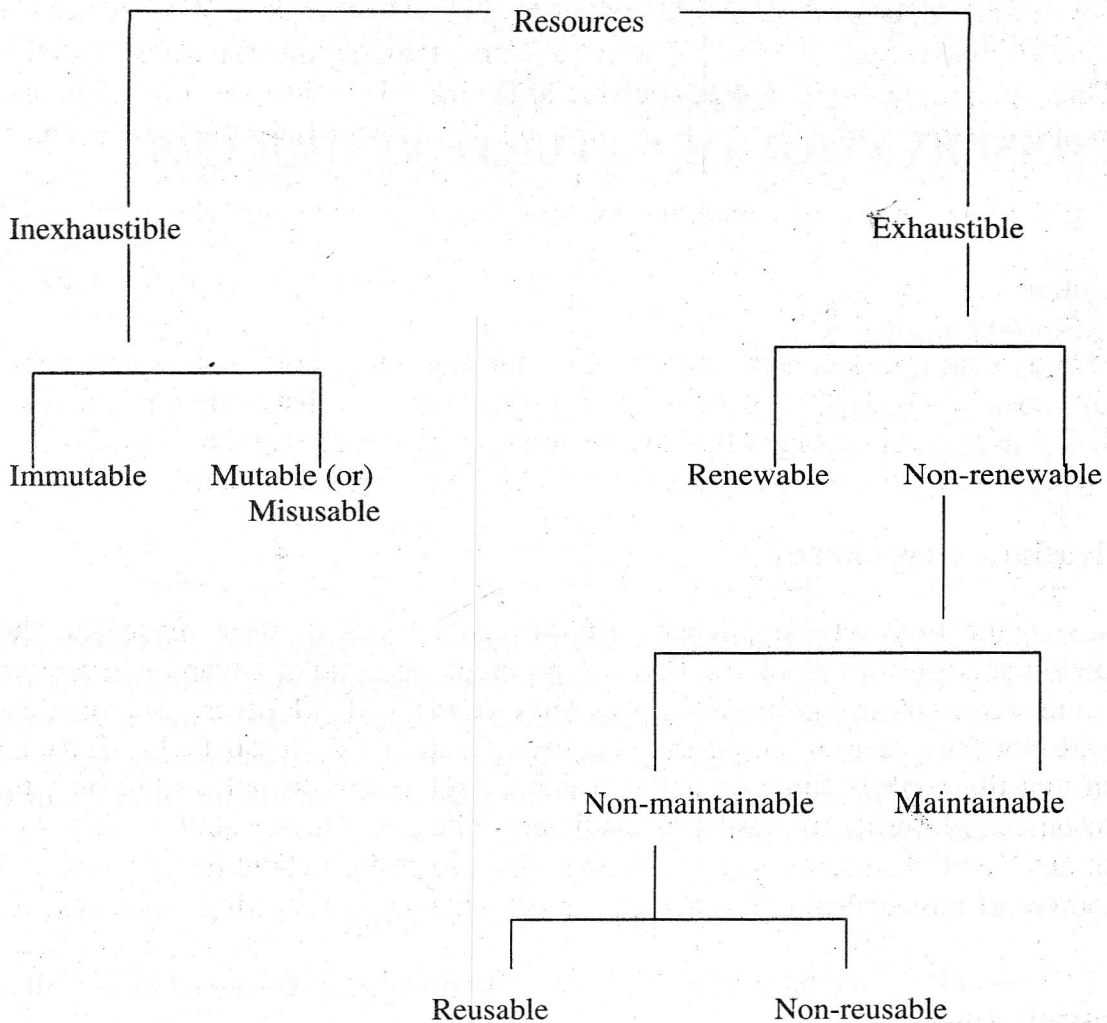 Resources
Inexhaustible Exhaustible
Immutable Mutable (or) Renewable Non-renewable
Misusable
Non-maintainable Maintainable
Reusable Non-reusable